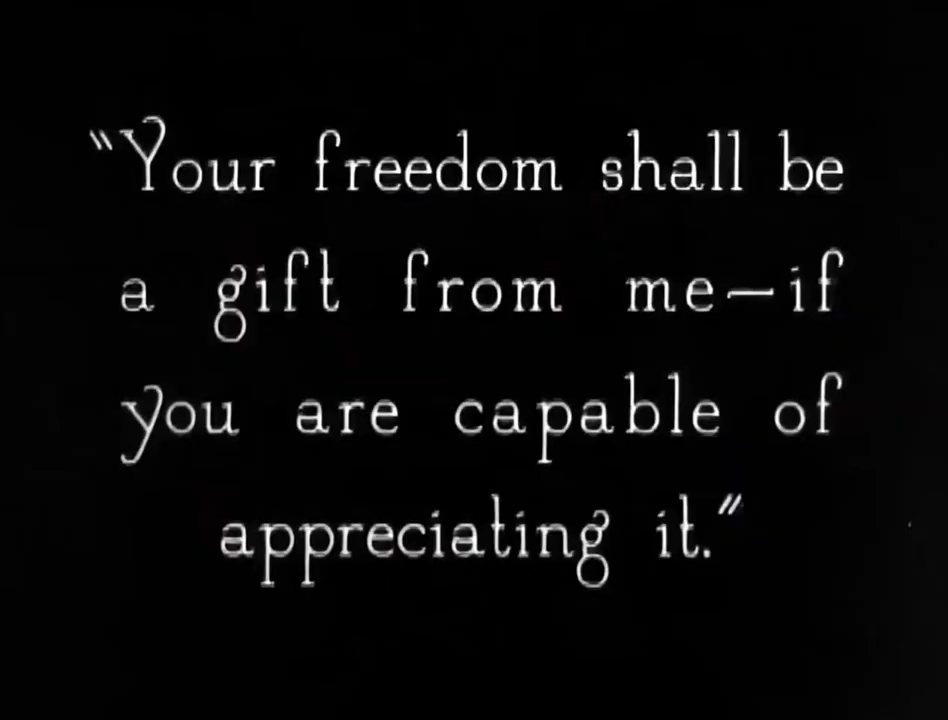 "Your freedom shall be
a gift from me—if
you are capable of
appreciating it."